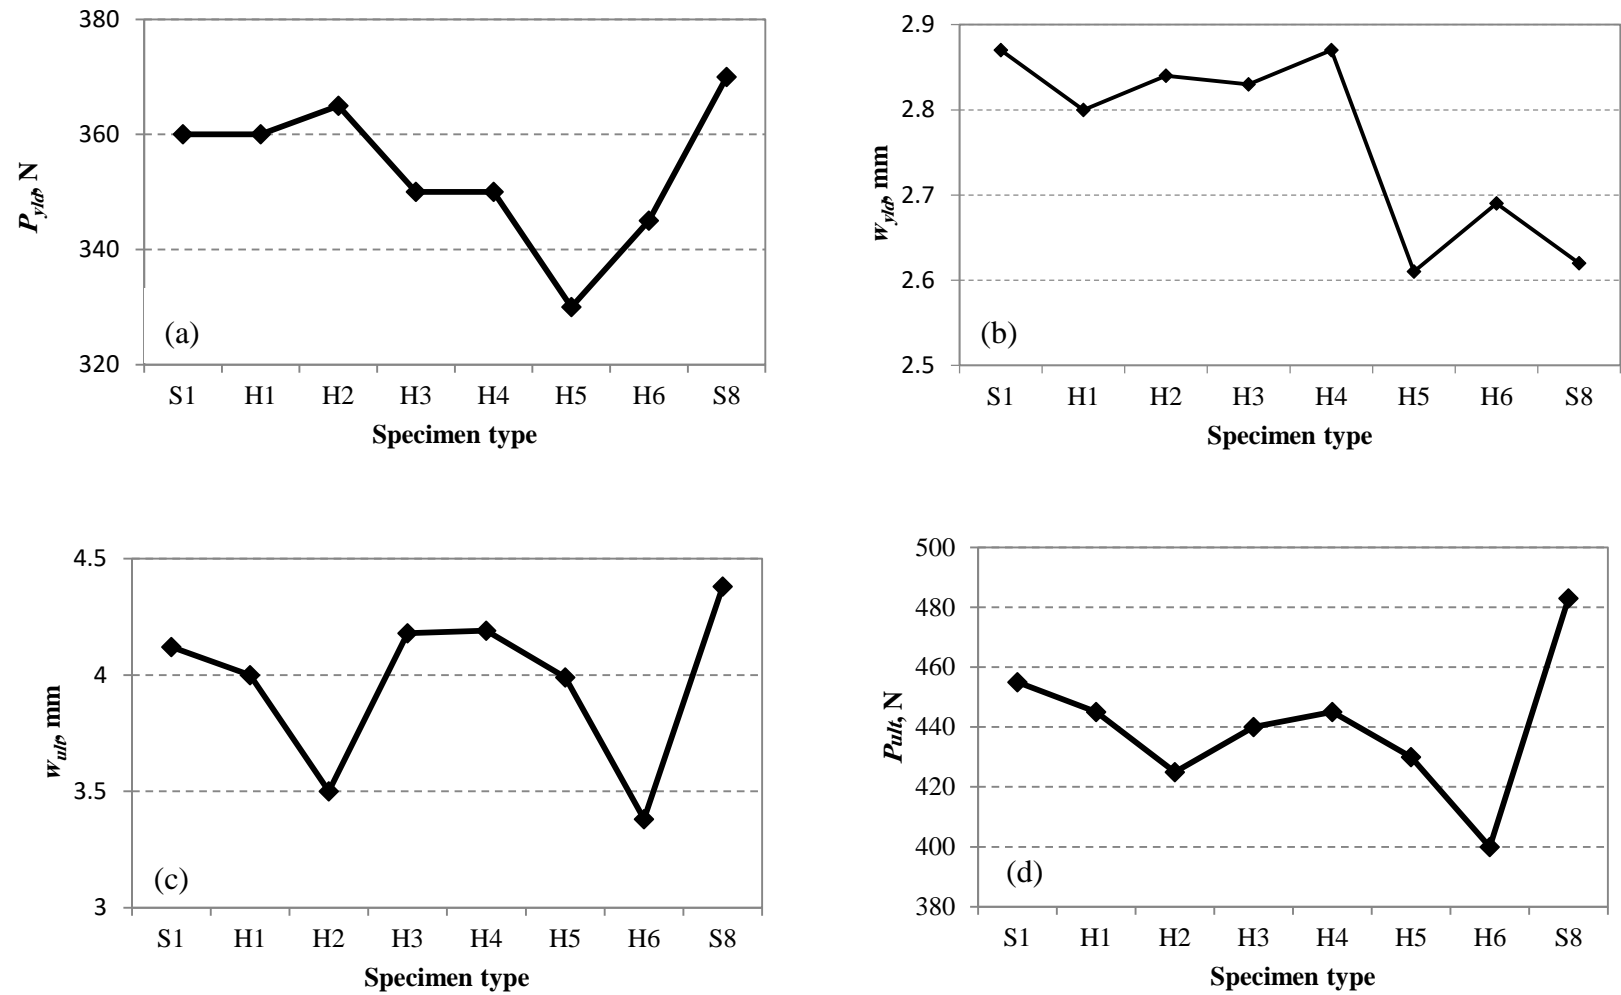 380
360
340
320
P_yld, N
(a)
S1 H1 H2 H3 H4 H5 H6 S8
Specimen type
2.9
2.8
2.7
2.6
2.5
w_yld, mm
(b)
S1 H1 H2 H3 H4 H5 H6 S8
Specimen type
4.5
4
3.5
3
w_ult, mm
(c)
S1 H1 H2 H3 H4 H5 H6 S8
Specimen type
500
480
460
440
420
400
380
Pult, N
(d)
S1 H1 H2 H3 H4 H5 H6 S8
Specimen type